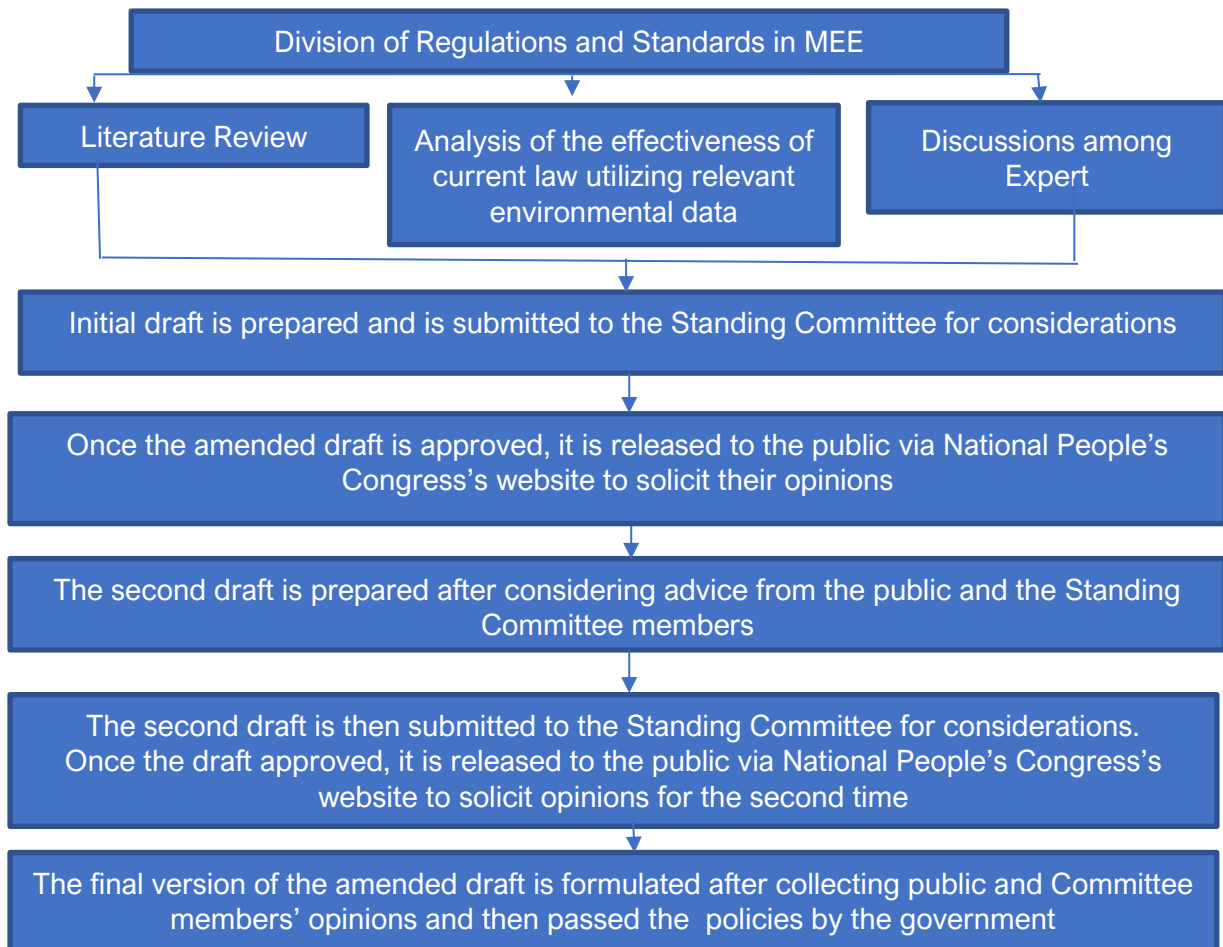 Division of Regulations and Standards in MEE
Literature Review
Analysis of the effectiveness of
current law utilizing relevant
environmental data
Discussions among
Expert
Initial draft is prepared and is submitted to the Standing Committee for considerations
Once the amended draft is approved, it is released to the public via National People's
Congress's website to solicit their opinions
The second draft is prepared after considering advice from the public and the Standing
Committee members
The second draft is then submitted to the Standing Committee for considerations.
Once the draft approved, it is released to the public via National People's Congress's
website to solicit opinions for the second time
The final version of the amended draft is formulated after collecting public and Committee
members' opinions and then passed the policies by the government